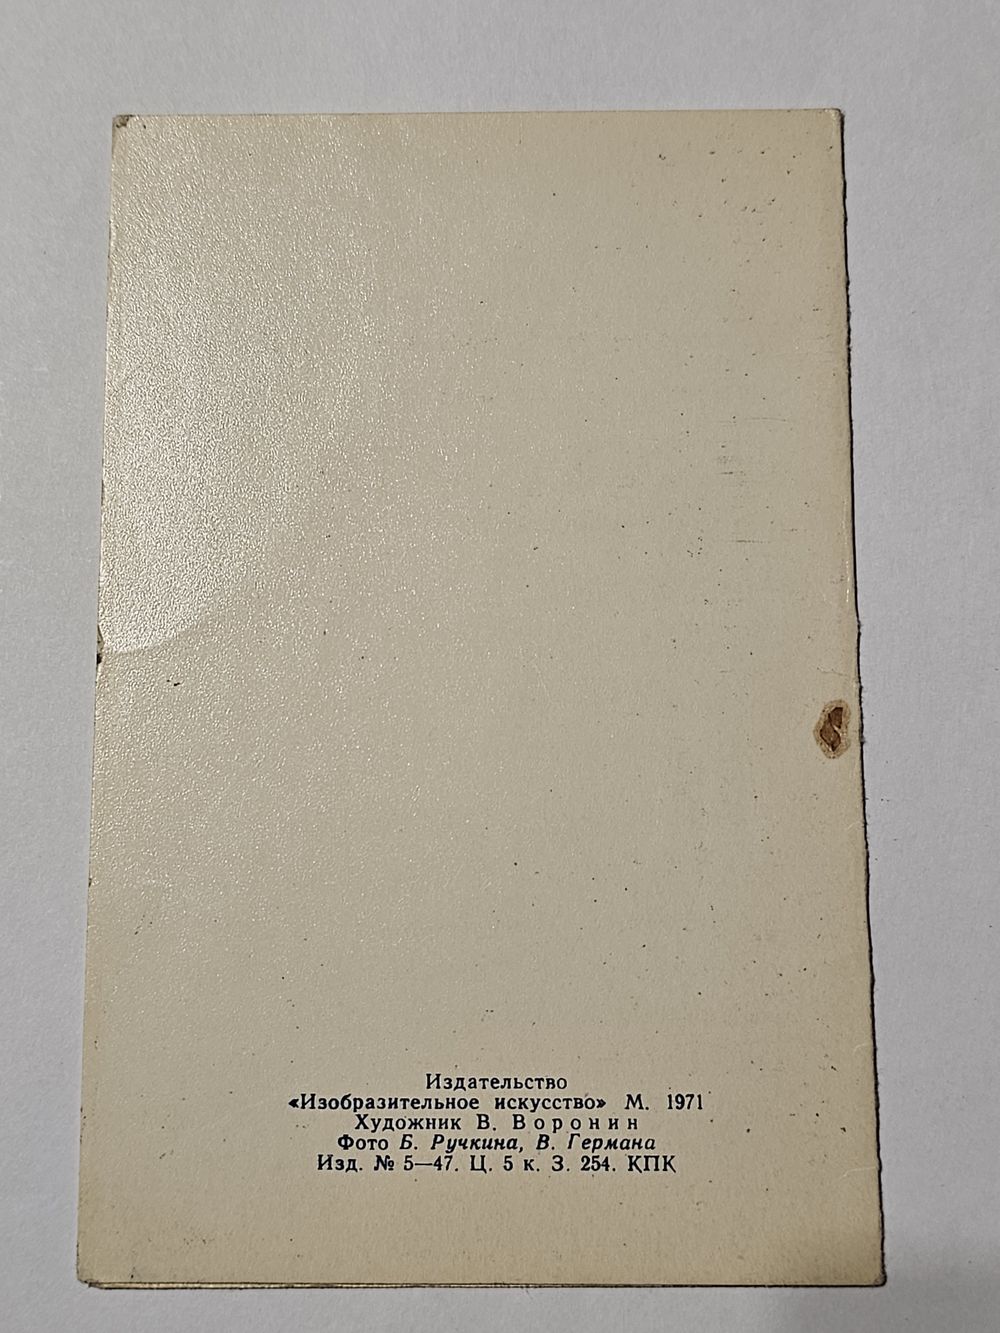 Издательство
«Изобразительное искусство» М. 1971
Художник В. Воронин
Фото Б. Ручкина, В. Германа
Изд. № 5—47. Ц. 5 к. З. 254. КПК